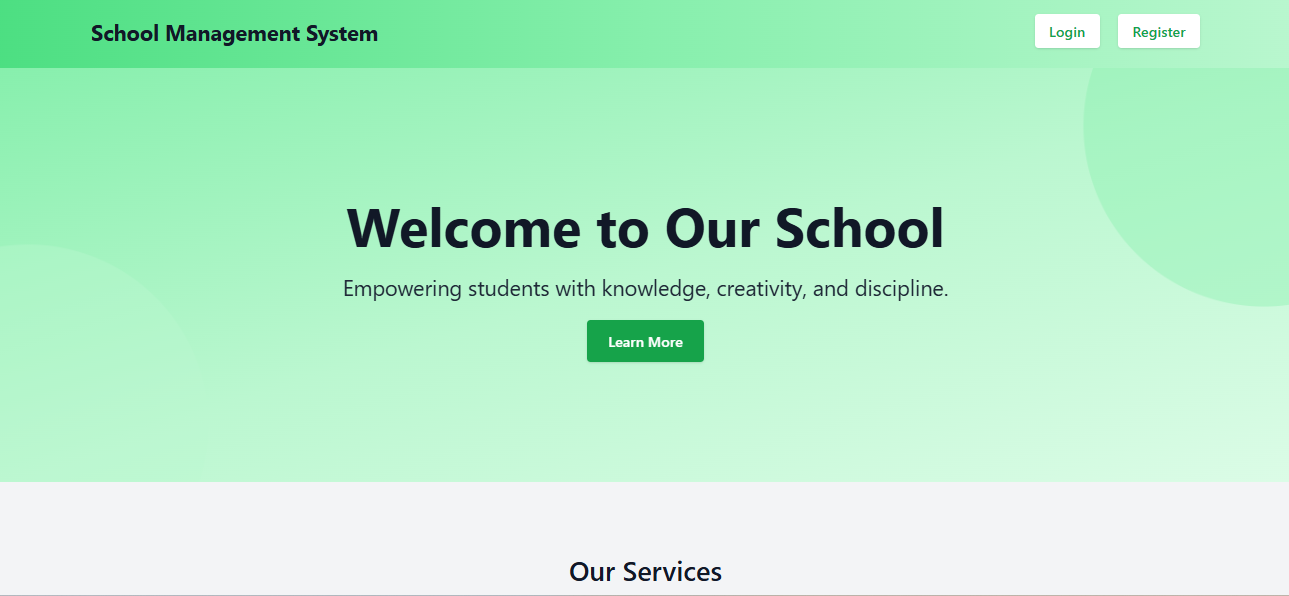 School Management System
Login
Register
Welcome to Our School
Empowering students with knowledge, creativity, and discipline.
Learn More
Our Services